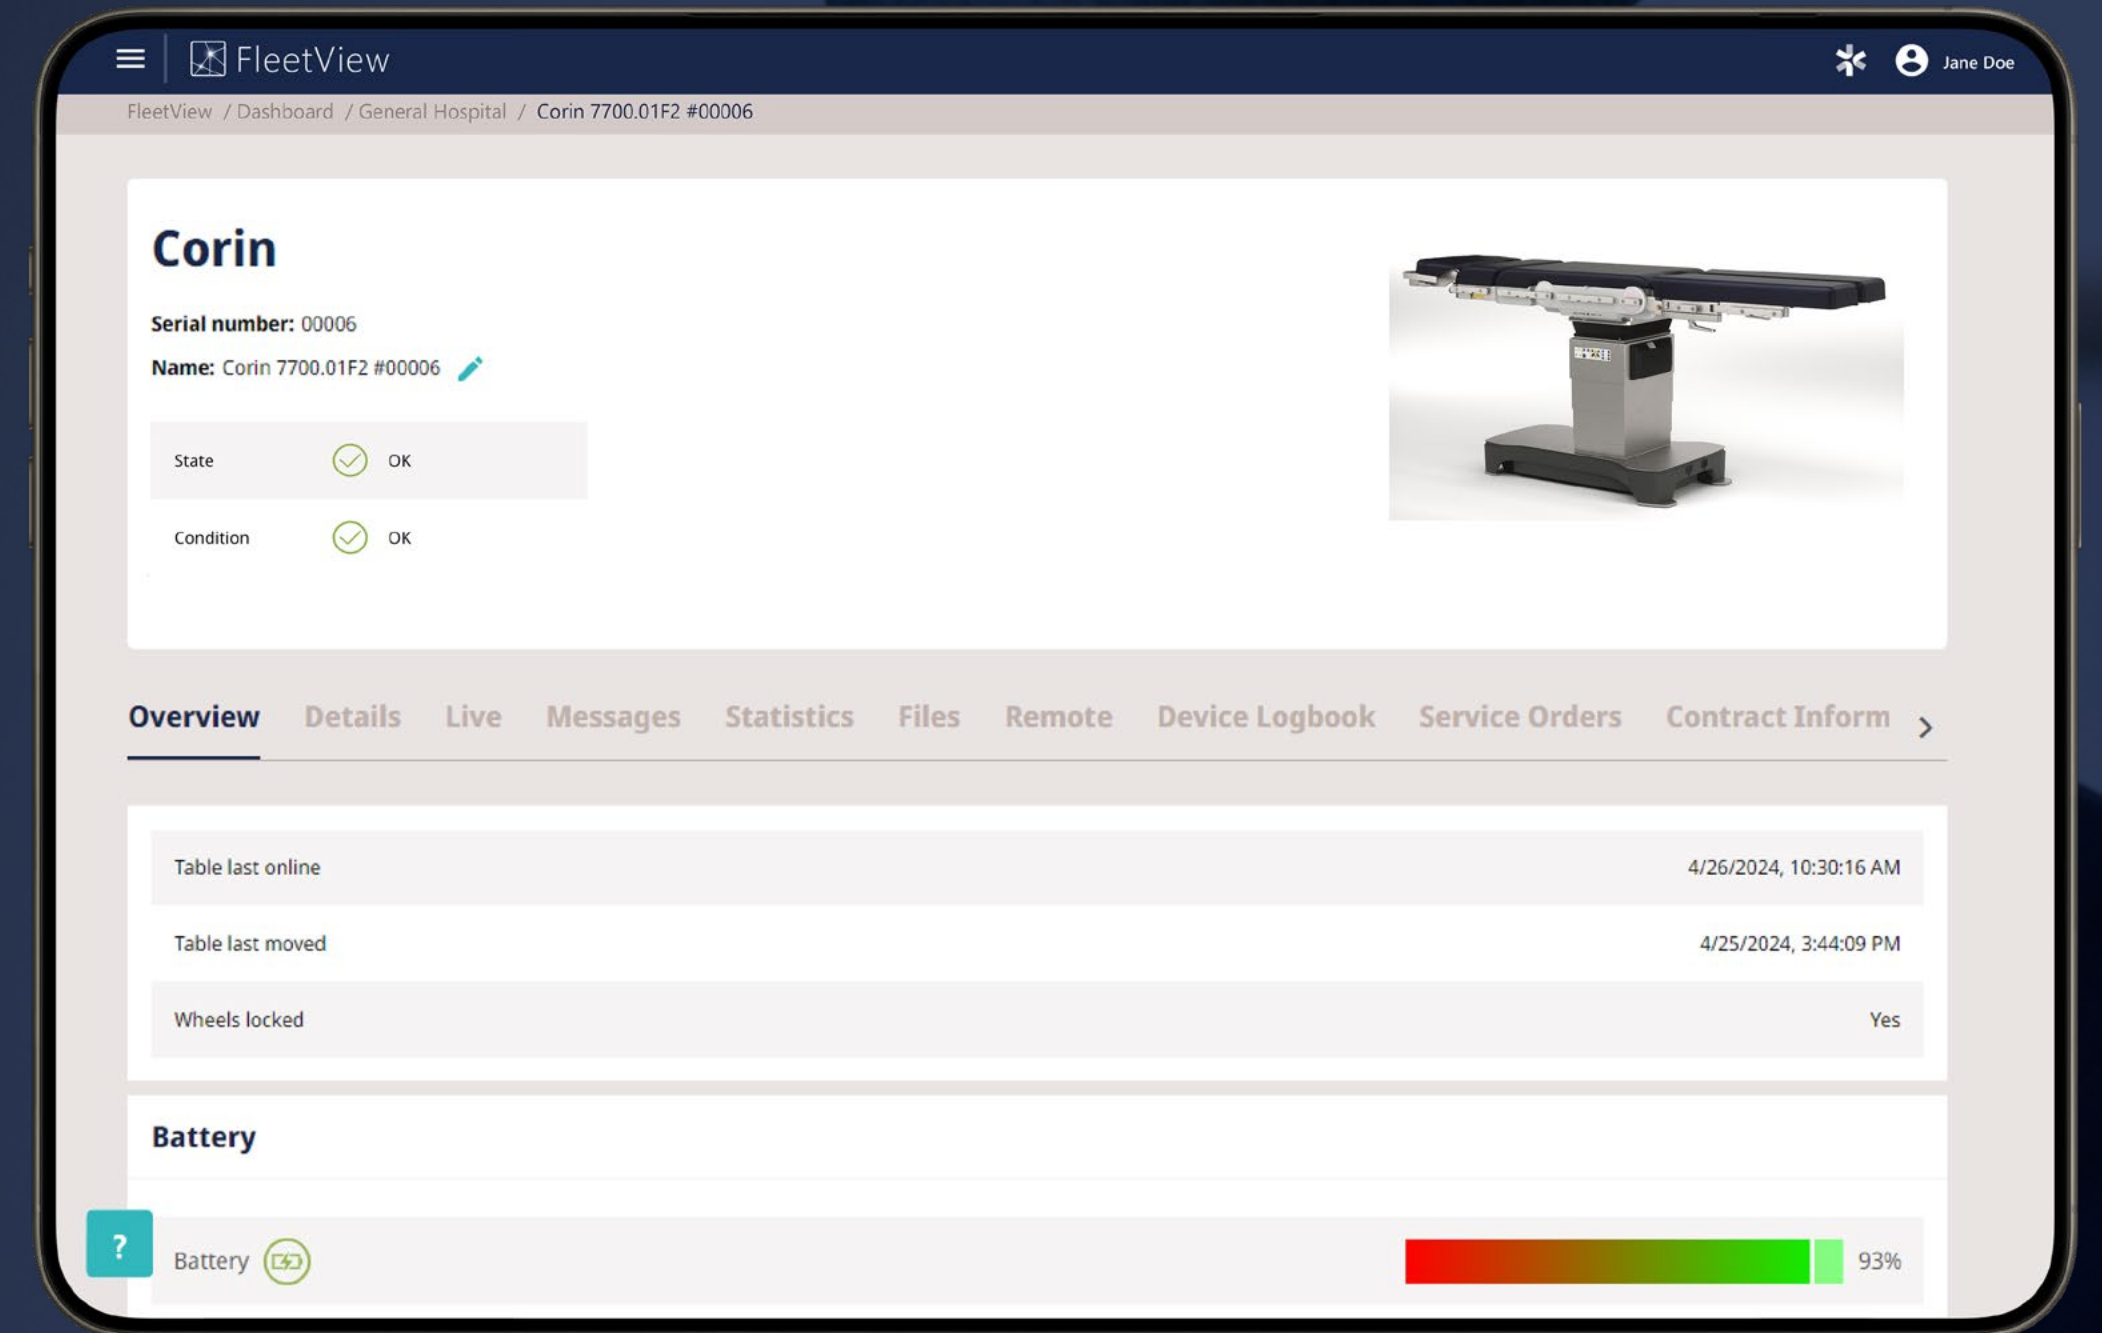 FleetView
Jane Doe
FleetView / Dashboard / General Hospital / Corin 7700.01F2 #00006
Corin
Serial number: 00006
Name: Corin 7700.01F2 #00006
State OK
Condition OK
Overview Details Live Messages Statistics Files Remote Device Logbook Service Orders Contract Inform
Table last online 4/26/2024, 10:30:16 AM
Table last moved 4/25/2024, 3:44:09 PM
Wheels locked Yes
Battery
?
Battery 93%